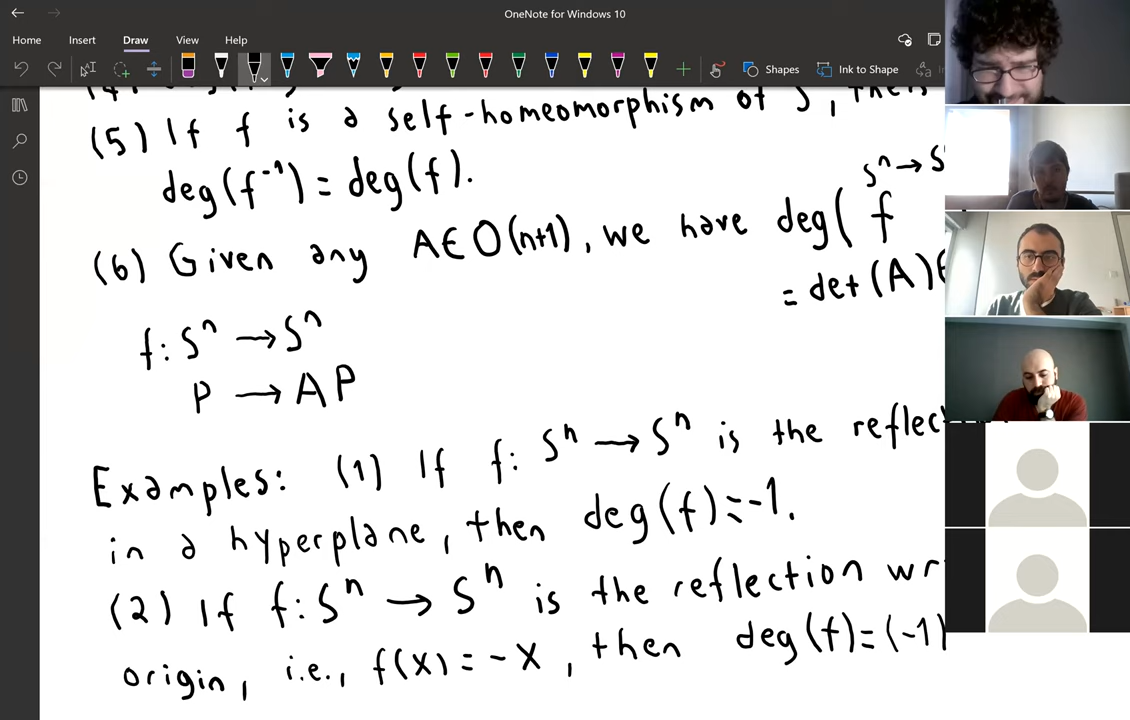 OneNote for Windows 10
Home Insert Draw View Help
Shapes Ink to Shape
(5) If f is a self-homeomorphism of S, then
deg(f⁻¹) = deg(f).
(6) Given any A∈O(n+1), we have deg( f
Sⁿ → S
= det (A)∈
f: Sⁿ → Sⁿ
P → AP
Examples: (1) If f: Sⁿ → Sⁿ is the reflec
in a hyperplane, then deg(f)=-1.
(2) If f: Sⁿ → Sⁿ is the reflection wr
origin, i.e., f(x) = -x, then deg(f)=(-1)